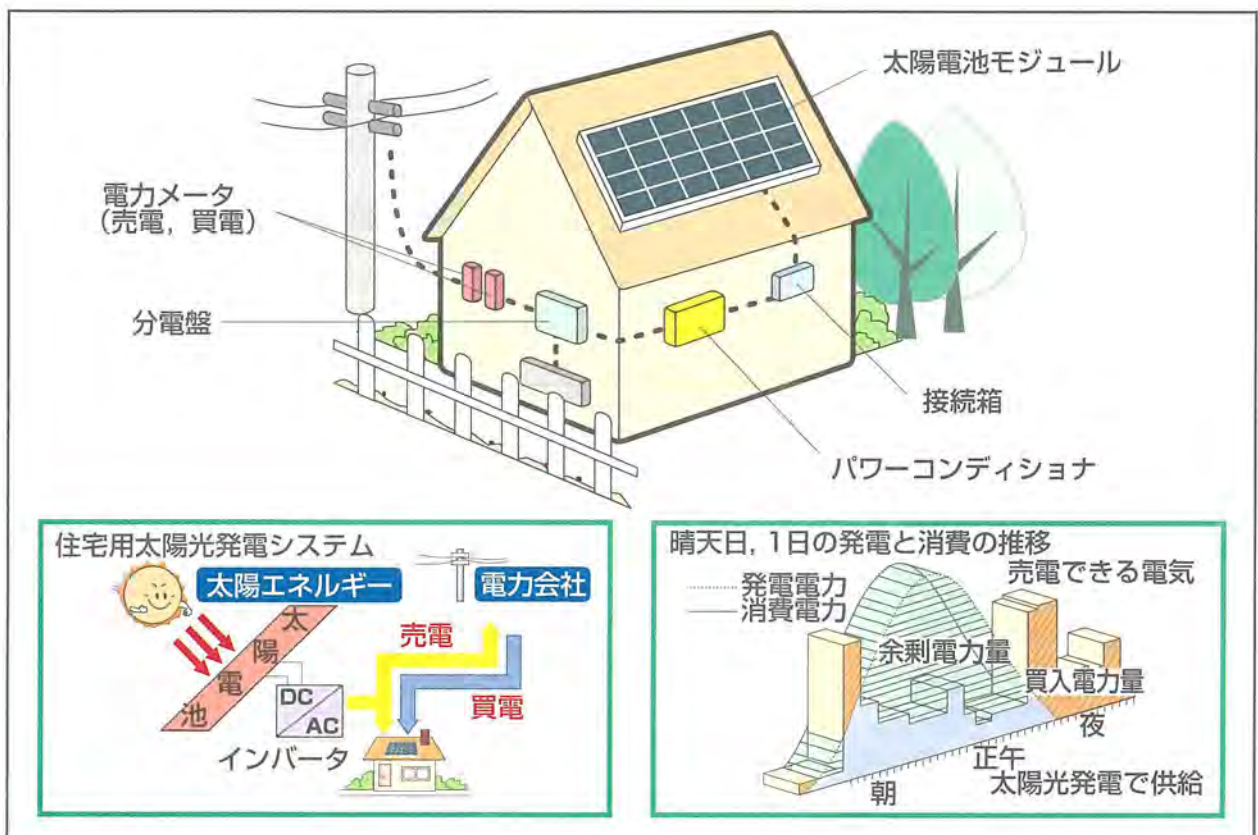 太陽電池モジュール
電力メータ
（売電，買電）
分電盤
接続箱
パワーコンディショナ
住宅用太陽光発電システム
太陽エネルギー
電力会社
太陽電池
売電
買電
DC
AC
インバータ
晴天日，1日の発電と消費の推移
発電電力
消費電力
売電できる電気
余剰電力量
買入電力量
夜
正午
朝
太陽光発電で供給